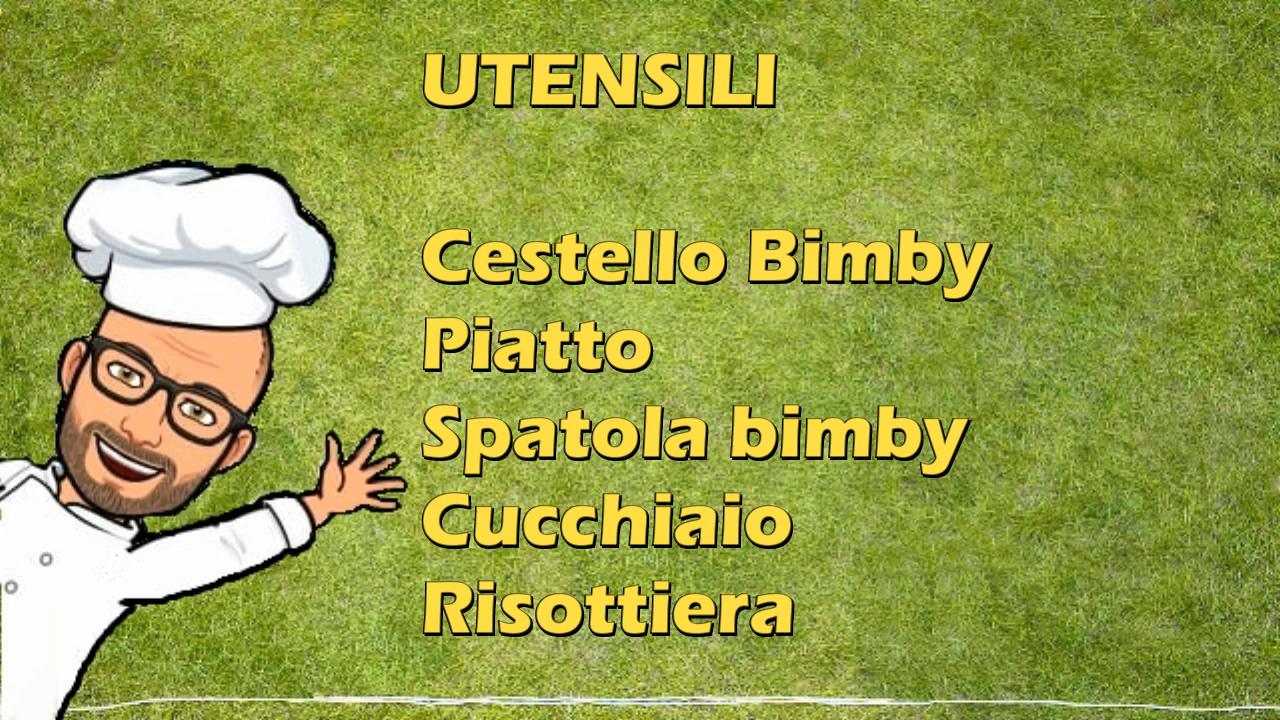 UTENSILI
Cestello Bimby
Piatto
Spatola bimby
Cucchiaio
Risottiera